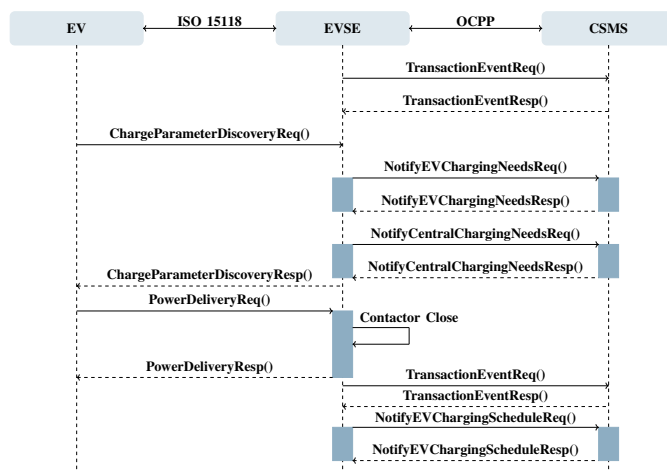 EV
ISO 15118
EVSE
OCPP
CSMS
TransactionEventReq()
TransactionEventResp()
ChargeParameterDiscoveryReq()
NotifyEVChargingNeedsReq()
NotifyEVChargingNeedsResp()
NotifyCentralChargingNeedsReq()
NotifyCentralChargingNeedsResp()
ChargeParameterDiscoveryResp()
PowerDeliveryReq()
Contactor Close
PowerDeliveryResp()
TransactionEventReq()
TransactionEventResp()
NotifyEVChargingScheduleReq()
NotifyEVChargingScheduleResp()